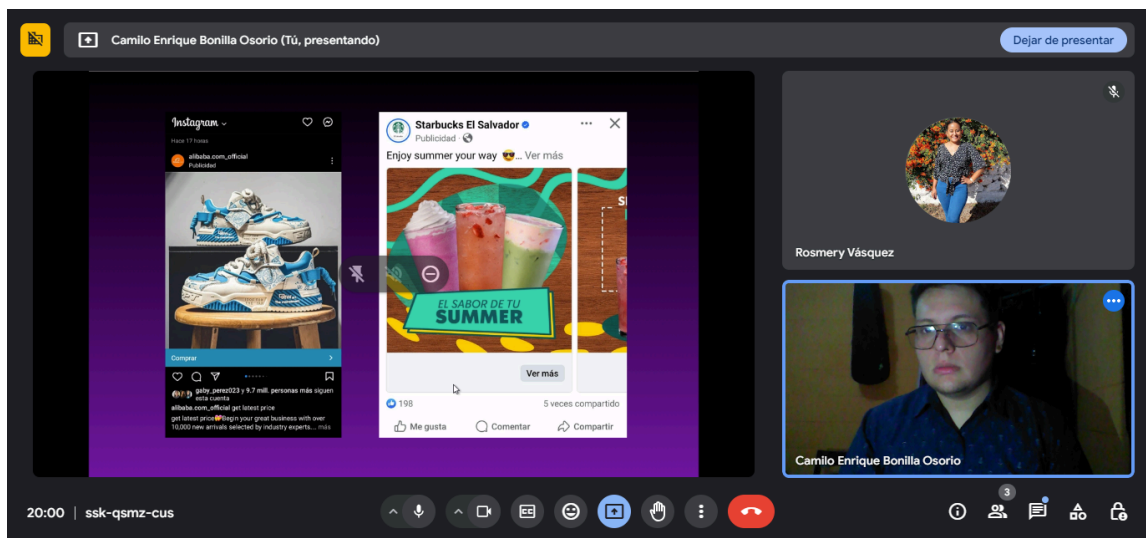 Camilo Enrique Bonilla Osorio (Tú, presentando)
Dejar de presentar
Instagram
Hace 17 horas
alibaba.com_official
Publicidad
Comprar
gaby_perez023 y 9.7 mill. personas más siguen
esta cuenta
alibaba.com_official get latest price
get latest price🎁Begin your great business with over
10,000 new arrivals selected by industry experts,... más
Starbucks El Salvador
Publicidad ·
Enjoy summer your way 😎... Ver más
EL SABOR DE TU
SUMMER
Ver más
198
5 veces compartido
Me gusta
Comentar
Compartir
Rosmery Vásquez
Camilo Enrique Bonilla Osorio
20:00 | ssk-qsmz-cus
CC
3